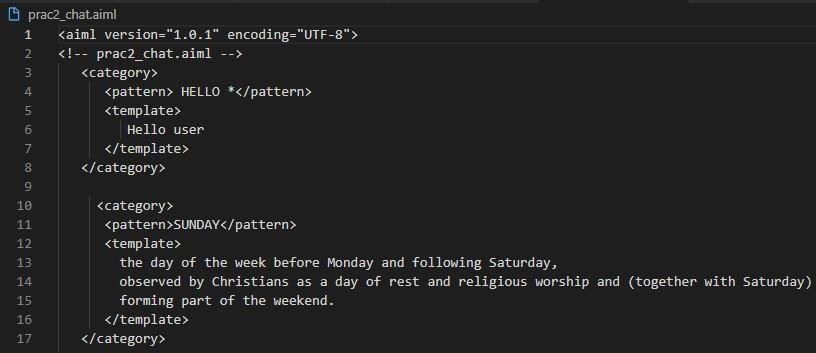 prac2_chat.aiml
1 <aiml version="1.0.1" encoding="UTF-8">
2 <!-- prac2_chat.aiml -->
3 <category>
4 <pattern> HELLO *</pattern>
5 <template>
6 Hello user
7 </template>
8 </category>
9
10 <category>
11 <pattern>SUNDAY</pattern>
12 <template>
13 the day of the week before Monday and following Saturday,
14 observed by Christians as a day of rest and religious worship and (together with Saturday)
15 forming part of the weekend.
16 </template>
17 </category>